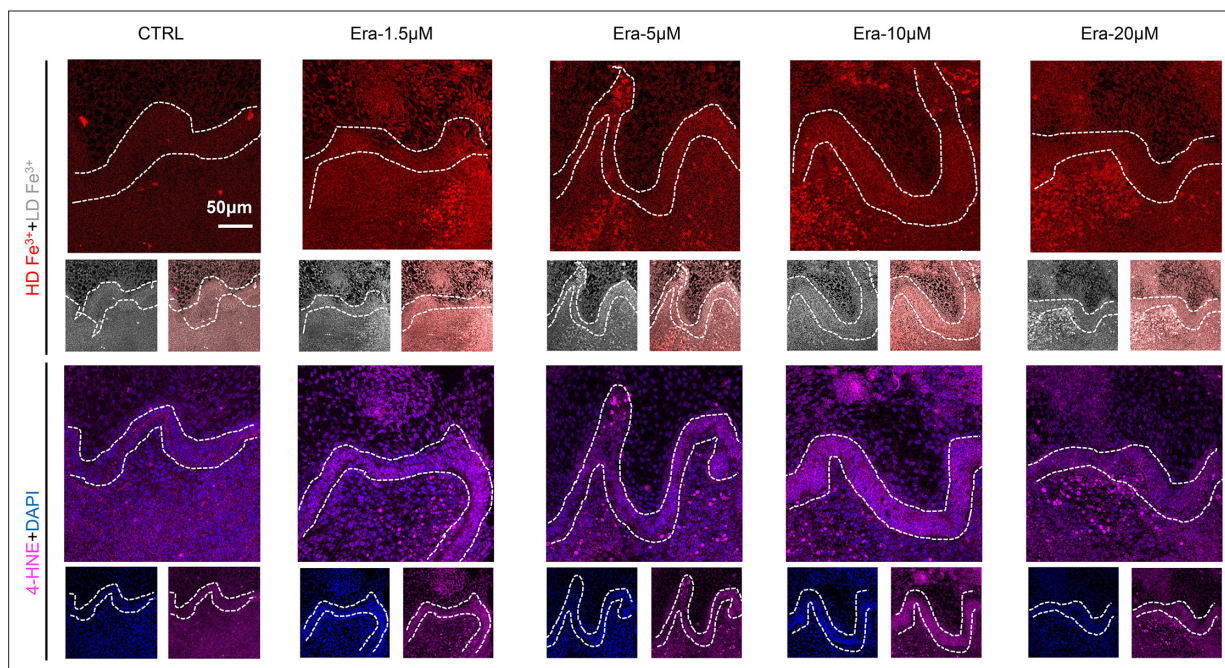 CTRL
Era-1.5μM
Era-5μM
Era-10μM
Era-20μM
HD Fe³⁺+LD Fe³⁺
50μm
4-HNE+DAPI